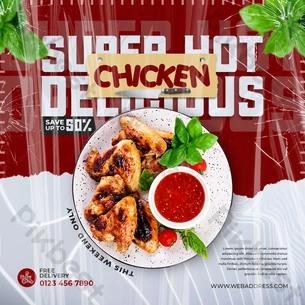 SUPER HOT
CHICKEN
DELICIOUS
SAVE
UP TO 50%
THIS WEEKEND ONLY
FREE
DELIVERY
0123 456 7890
WWW.WEBADDRESS.COM